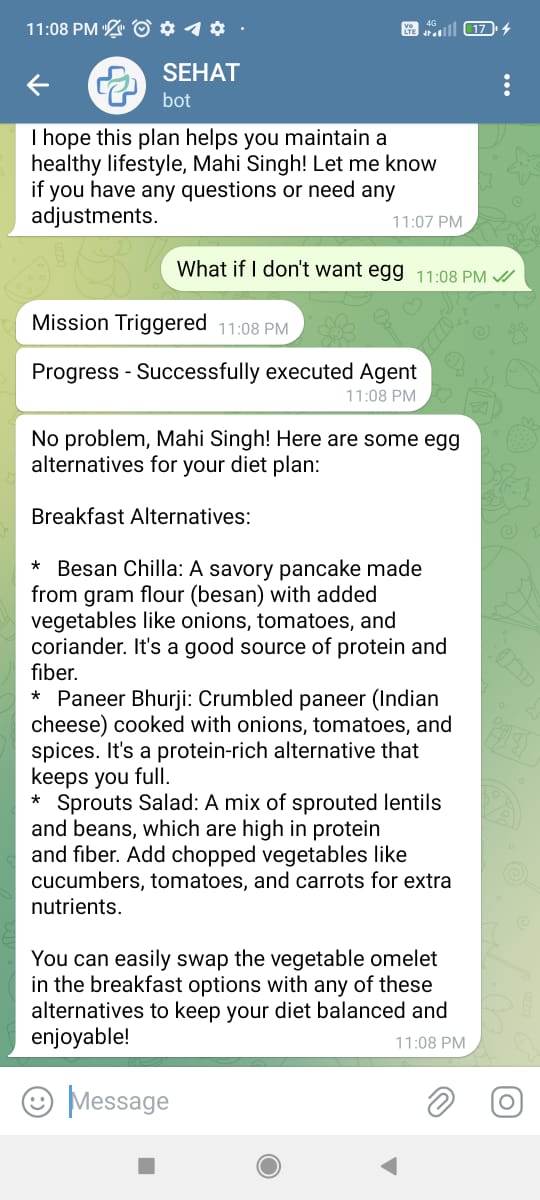 11:08 PM
Vo LTE 4G 17
SEHAT
bot
I hope this plan helps you maintain a
healthy lifestyle, Mahi Singh! Let me know
if you have any questions or need any
adjustments. 11:07 PM
What if I don't want egg 11:08 PM
Mission Triggered 11:08 PM
Progress - Successfully executed Agent
11:08 PM
No problem, Mahi Singh! Here are some egg
alternatives for your diet plan:
Breakfast Alternatives:
* Besan Chilla: A savory pancake made
from gram flour (besan) with added
vegetables like onions, tomatoes, and
coriander. It's a good source of protein and
fiber.
* Paneer Bhurji: Crumbled paneer (Indian
cheese) cooked with onions, tomatoes, and
spices. It's a protein-rich alternative that
keeps you full.
* Sprouts Salad: A mix of sprouted lentils
and beans, which are high in protein
and fiber. Add chopped vegetables like
cucumbers, tomatoes, and carrots for extra
nutrients.
You can easily swap the vegetable omelet
in the breakfast options with any of these
alternatives to keep your diet balanced and
enjoyable! 11:08 PM
Message